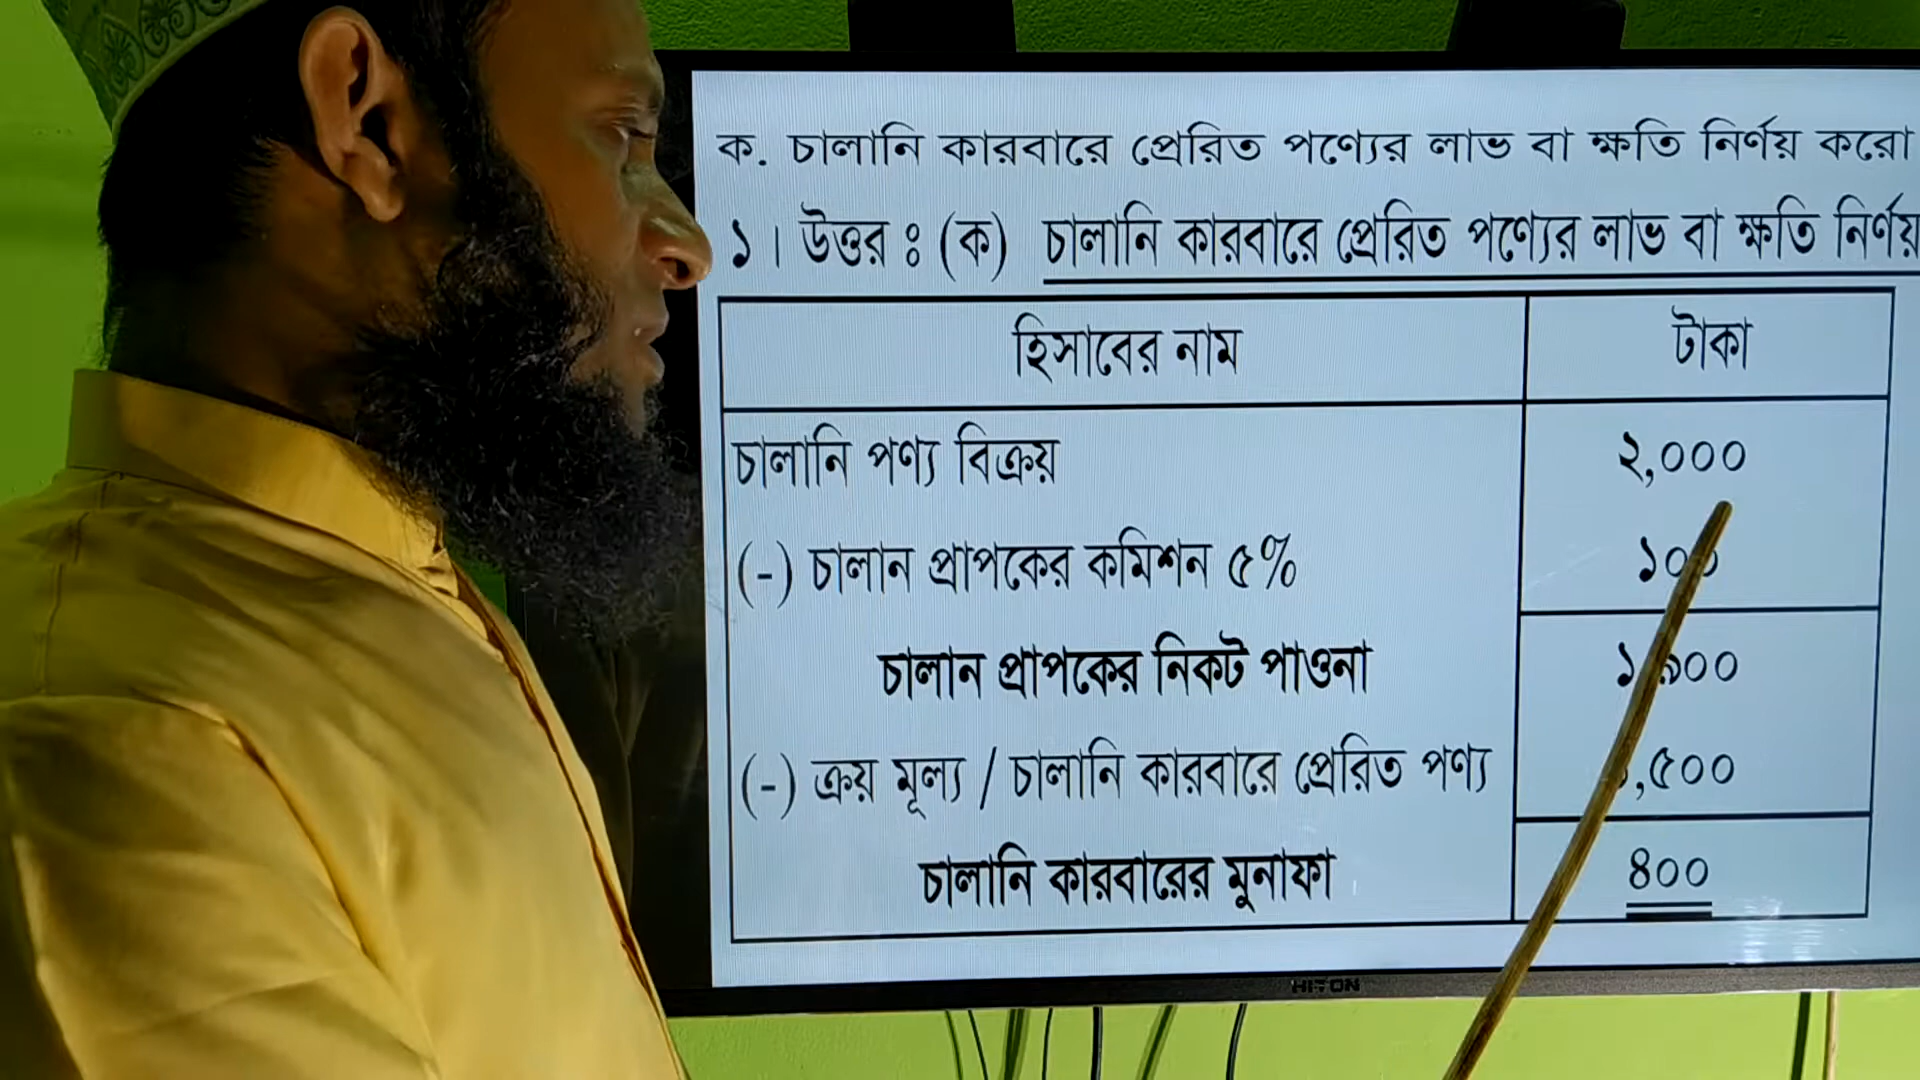 ক. চালানি কারবারে প্রেরিত পণ্যের লাভ বা ক্ষতি নির্ণয় করো
১। উত্তর ঃ (ক) চালানি কারবারে প্রেরিত পণ্যের লাভ বা ক্ষতি নির্ণয়
হিসাবের নাম টাকা
চালানি পণ্য বিক্রয় ২,০০০
(-) চালান প্রাপকের কমিশন ৫% ১০০
চালান প্রাপকের নিকট পাওনা
(-) ক্রয় মূল্য / চালানি কারবারে প্রেরিত পণ্য
চালানি কারবারের মুনাফা ৪০০
HITON